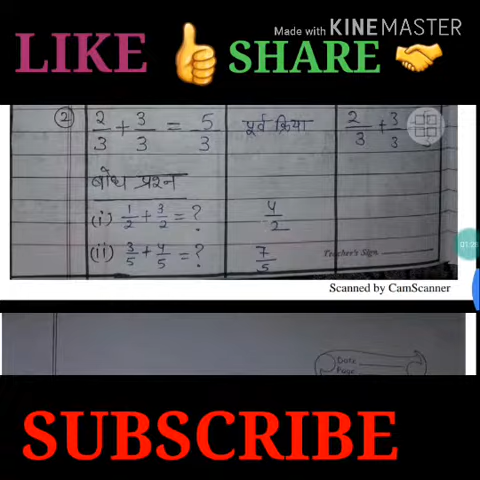 Made with KINEMASTER
LIKE 👍 SHARE 🤝
② 2/3 + 3/3 = 5/3 पूर्व क्रिया 2/3 + 3/3
बोध प्रश्न
(i) 1/2 + 3/2 = ? 4/2
(ii) 3/5 + 4/5 = ? 7/5
Teacher's Sign
Scanned by CamScanner
Date
Page
SUBSCRIBE